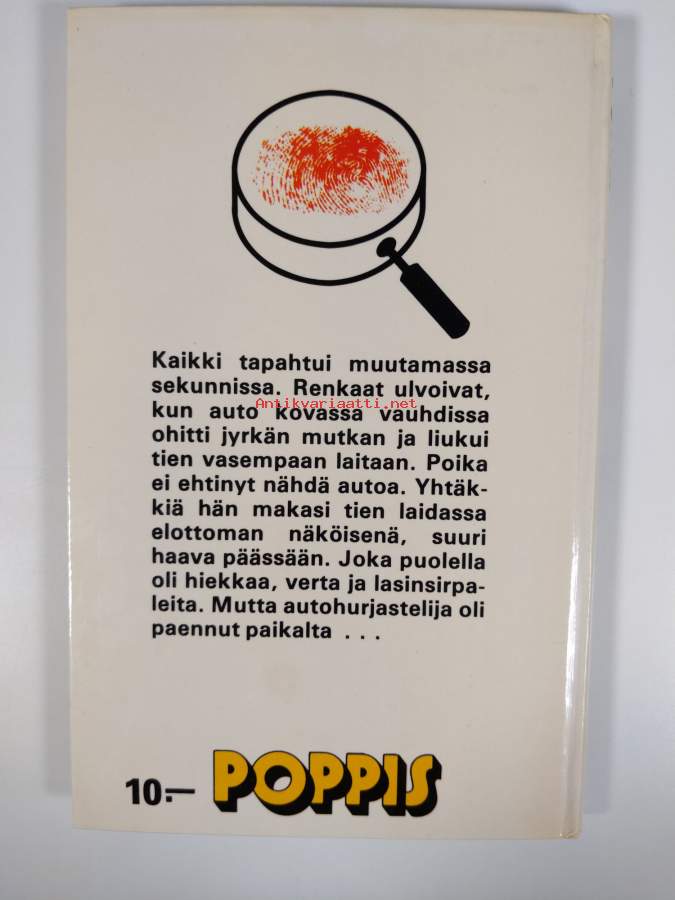 Kaikki tapahtui muutamassa
sekunnissa. Renkaat ulvoivat,
Antikvariaatti.net
kun auto kovassa vauhdissa
ohitti jyrkän mutkan ja liukui
tien vasempaan laitaan. Poika
ei ehtinyt nähdä autoa. Yhtäk-
kiä hän makasi tien laidassa
elottoman näköisenä, suuri
haava päässään. Joka puolella
oli hiekkaa, verta ja lasinsirpa-
leita. Mutta autohurjastelija oli
paennut paikalta . . .
10:— POPPIS